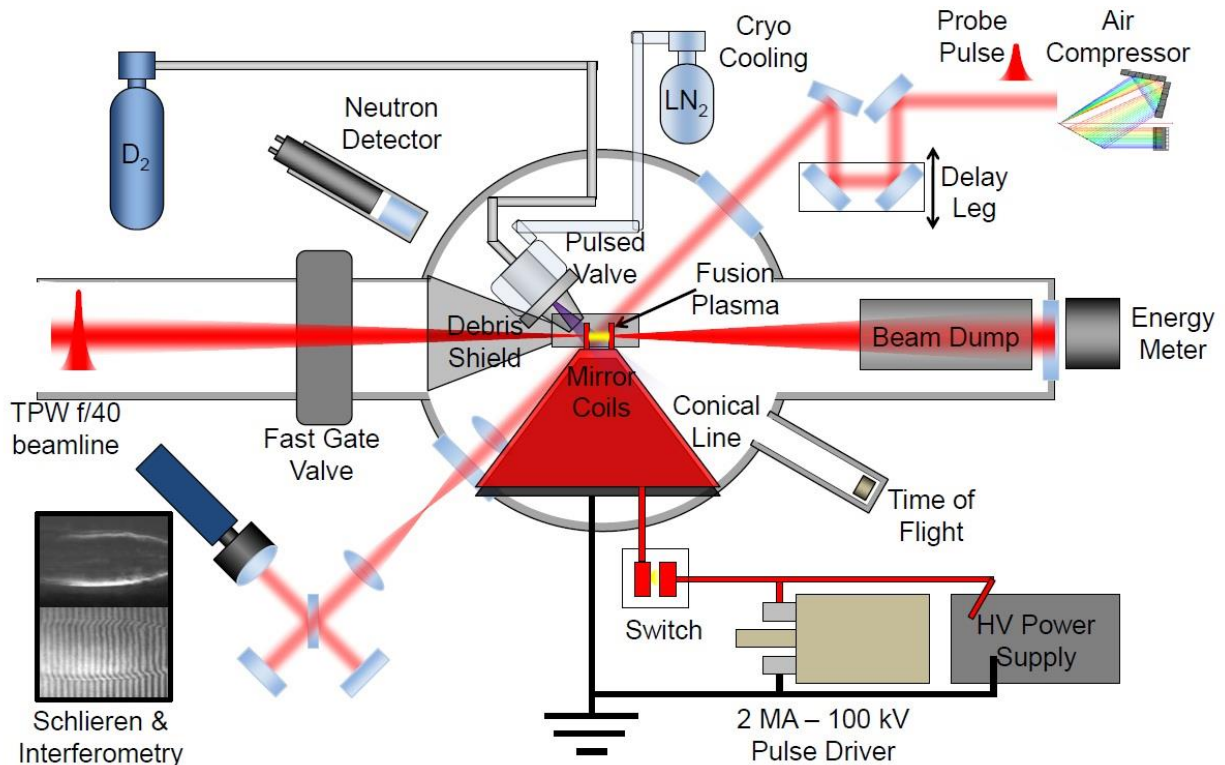 Cryo
Cooling
Probe
Pulse
Air
Compressor
D₂
Neutron
Detector
LN₂
Delay
Leg
Pulsed
Valve
Fusion
Plasma
Debris
Shield
Beam Dump
Energy
Meter
Mirror
Coils
TPW f/40
beamline
Fast Gate
Valve
Conical
Line
Time of
Flight
Switch
HV Power
Supply
Schlieren &
Interferometry
2 MA – 100 kV
Pulse Driver